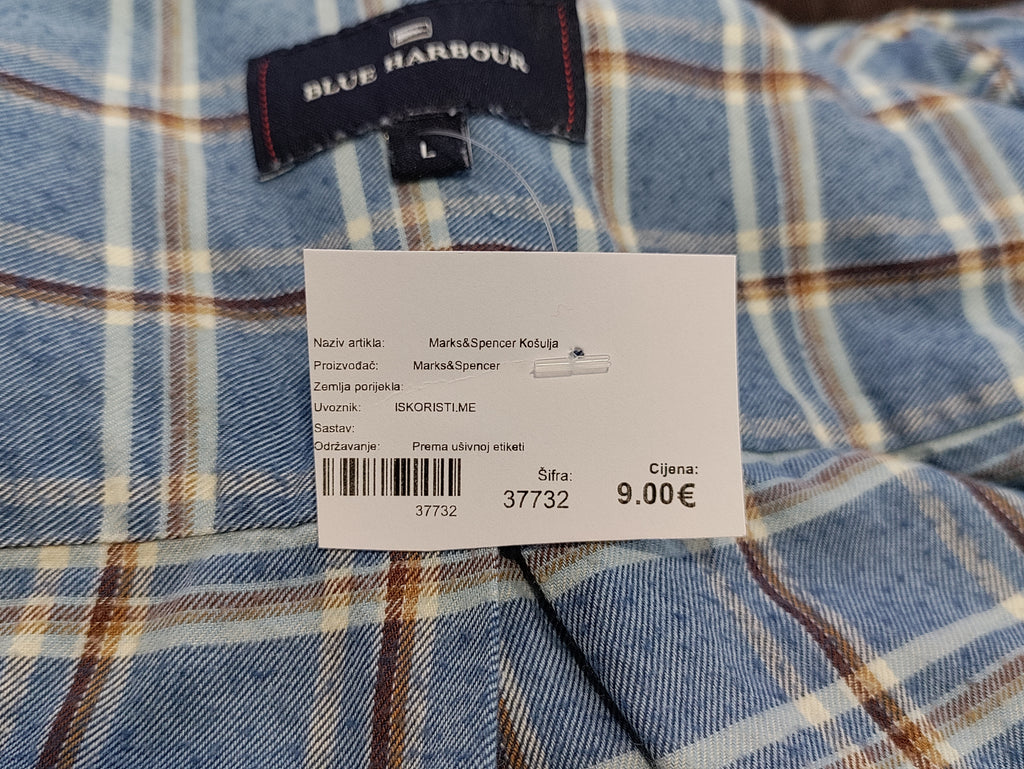 BLUE HARBOUR
L
Naziv artikla: Marks&Spencer Košulja
Proizvođač: Marks&Spencer
Zemlja porijekla:
Uvoznik: ISKORISTI.ME
Sastav:
Održavanje: Prema ušivnoj etiketi
37732
Šifra:
37732
Cijena:
9.00€